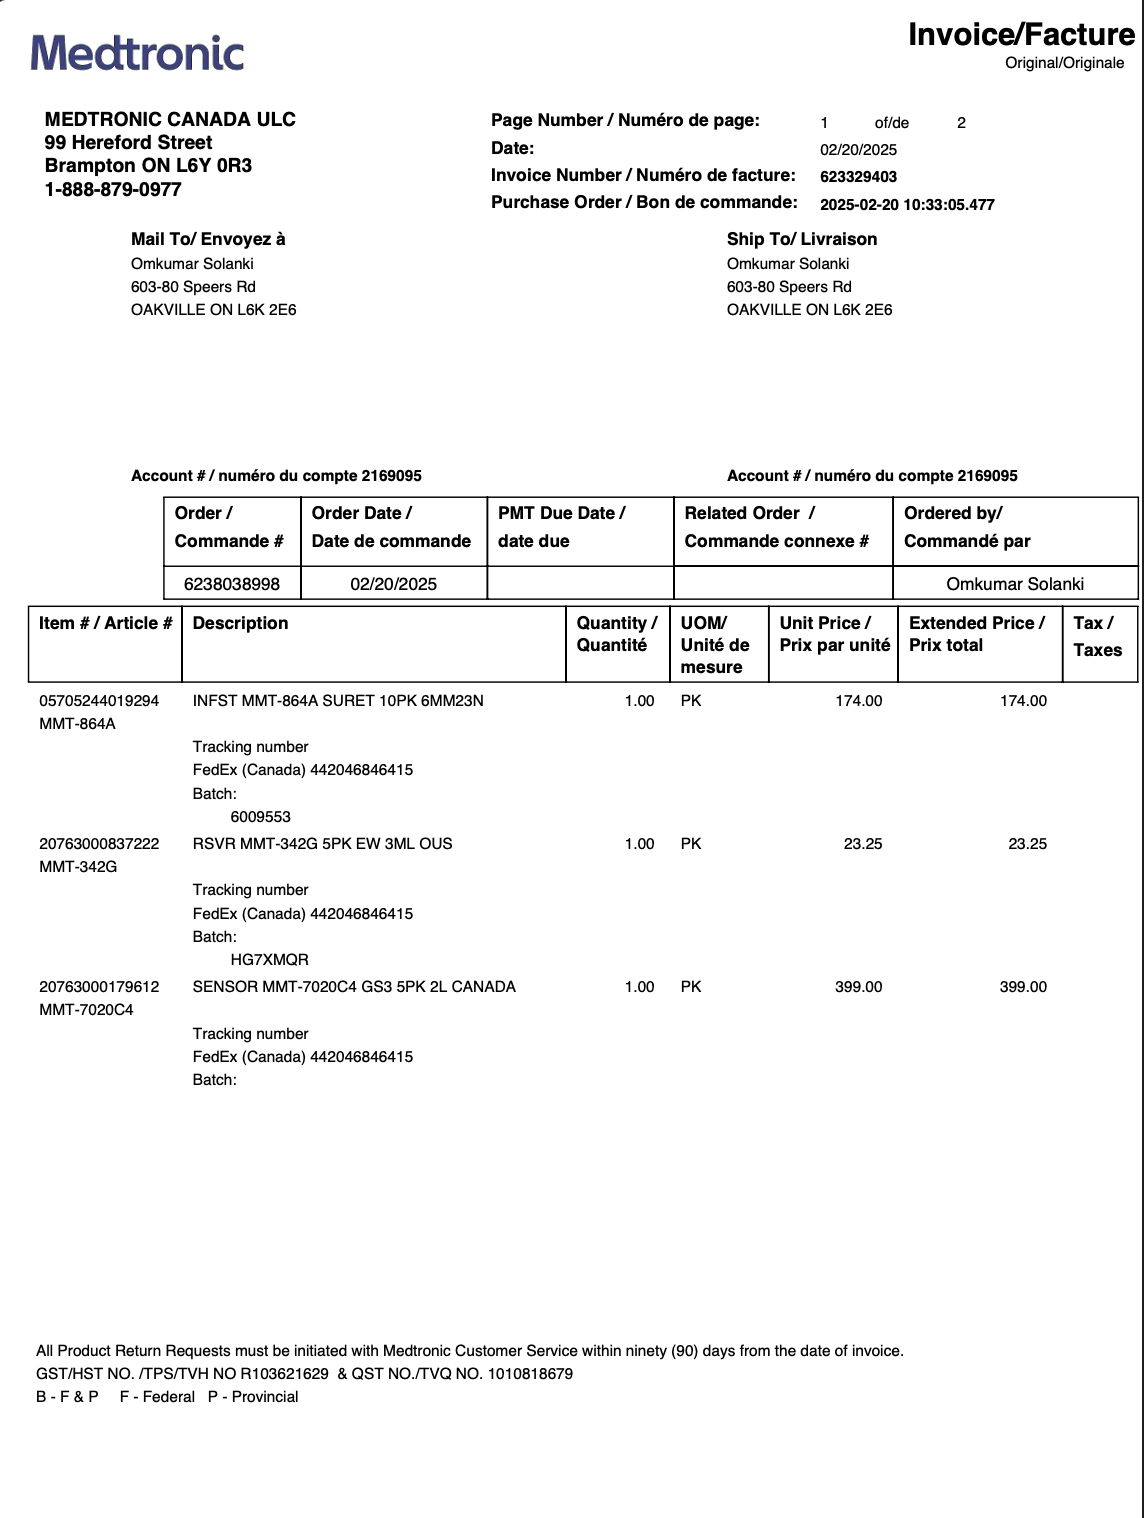 Medtronic
Invoice/Facture
Original/Originale
MEDTRONIC CANADA ULC
99 Hereford Street
Brampton ON L6Y 0R3
1-888-879-0977
Page Number / Numéro de page: 1 of/de 2
Date: 02/20/2025
Invoice Number / Numéro de facture: 623329403
Purchase Order / Bon de commande: 2025-02-20 10:33:05.477
Mail To/ Envoyez à
Omkumar Solanki
603-80 Speers Rd
OAKVILLE ON L6K 2E6
Ship To/ Livraison
Omkumar Solanki
603-80 Speers Rd
OAKVILLE ON L6K 2E6
Account # / numéro du compte 2169095
Account # / numéro du compte 2169095
Order / Commande #
Order Date / Date de commande
PMT Due Date / date due
Related Order / Commande connexe #
Ordered by/ Commandé par
6238038998 02/20/2025 Omkumar Solanki
Item # / Article #
Description
Quantity / Quantité
UOM/ Unité de mesure
Unit Price / Prix par unité
Extended Price / Prix total
Tax / Taxes
05705244019294 INFST MMT-864A SURET 10PK 6MM23N 1.00 PK 174.00 174.00
MMT-864A
Tracking number
FedEx (Canada) 442046846415
Batch:
6009553
20763000837222 RSVR MMT-342G 5PK EW 3ML OUS 1.00 PK 23.25 23.25
MMT-342G
Tracking number
FedEx (Canada) 442046846415
Batch:
HG7XMQR
20763000179612 SENSOR MMT-7020C4 GS3 5PK 2L CANADA 1.00 PK 399.00 399.00
MMT-7020C4
Tracking number
FedEx (Canada) 442046846415
Batch:
All Product Return Requests must be initiated with Medtronic Customer Service within ninety (90) days from the date of invoice.
GST/HST NO. /TPS/TVH NO R103621629 & QST NO./TVQ NO. 1010818679
B - F & P F - Federal P - Provincial